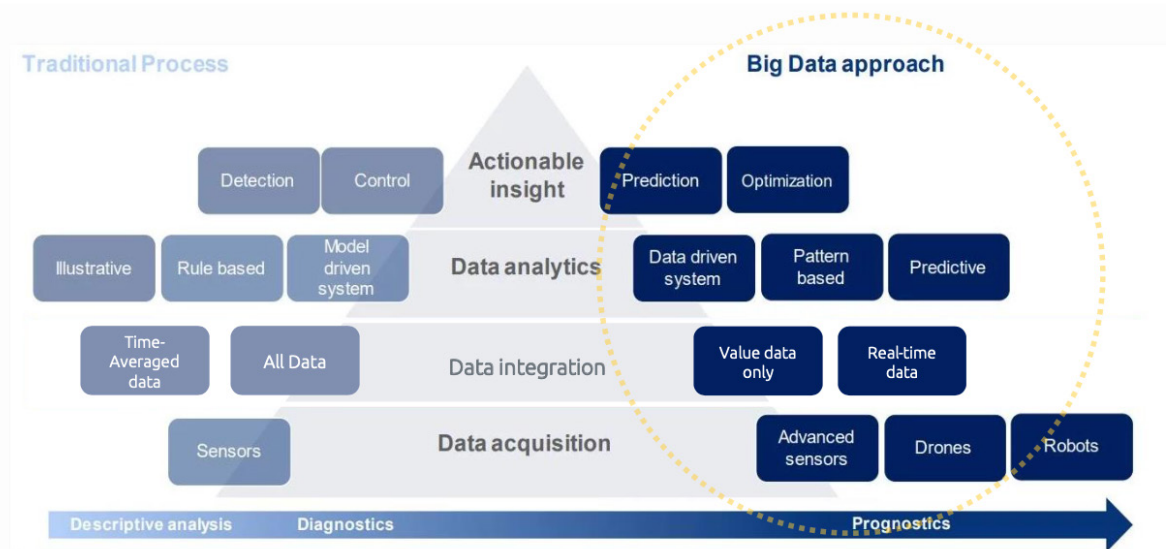 Traditional Process
Big Data approach
Detection
Control
Actionable
insight
Prediction
Optimization
Illustrative
Rule based
Model
driven
system
Data analytics
Data driven
system
Pattern
based
Predictive
Time-
Averaged
data
All Data
Data integration
Value data
only
Real-time
data
Sensors
Data acquisition
Advanced
sensors
Drones
Robots
Descriptive analysis
Diagnostics
Prognostics